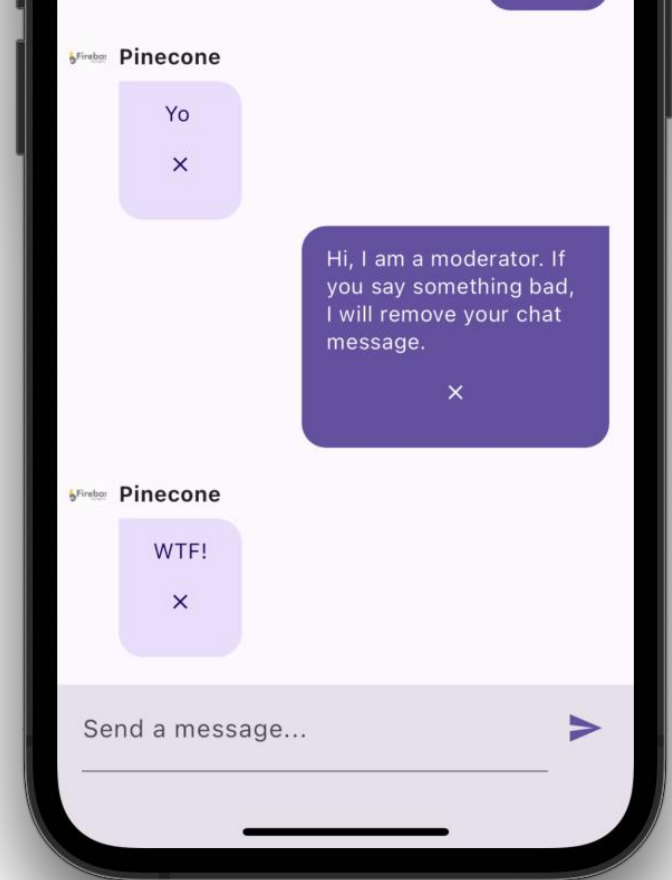 Pinecone
Yo
Hi, I am a moderator. If
you say something bad,
I will remove your chat
message.
Pinecone
WTF!
Send a message...